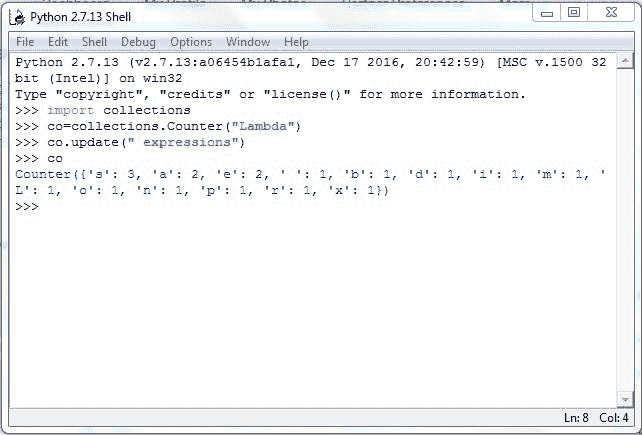 Python 2.7.13 Shell
File Edit Shell Debug Options Window Help
Python 2.7.13 (v2.7.13:a06454b1afa1, Dec 17 2016, 20:42:59) [MSC v.1500 32
bit (Intel)] on win32
Type "copyright", "credits" or "license()" for more information.
>>> import collections
>>> co=collections.Counter("Lambda")
>>> co.update(" expressions")
>>> co
Counter({'s': 3, 'a': 2, 'e': 2, ' ': 1, 'b': 1, 'd': 1, 'i': 1, 'm': 1, '
L': 1, 'o': 1, 'n': 1, 'p': 1, 'r': 1, 'x': 1})
>>>
Ln: 8 Col: 4